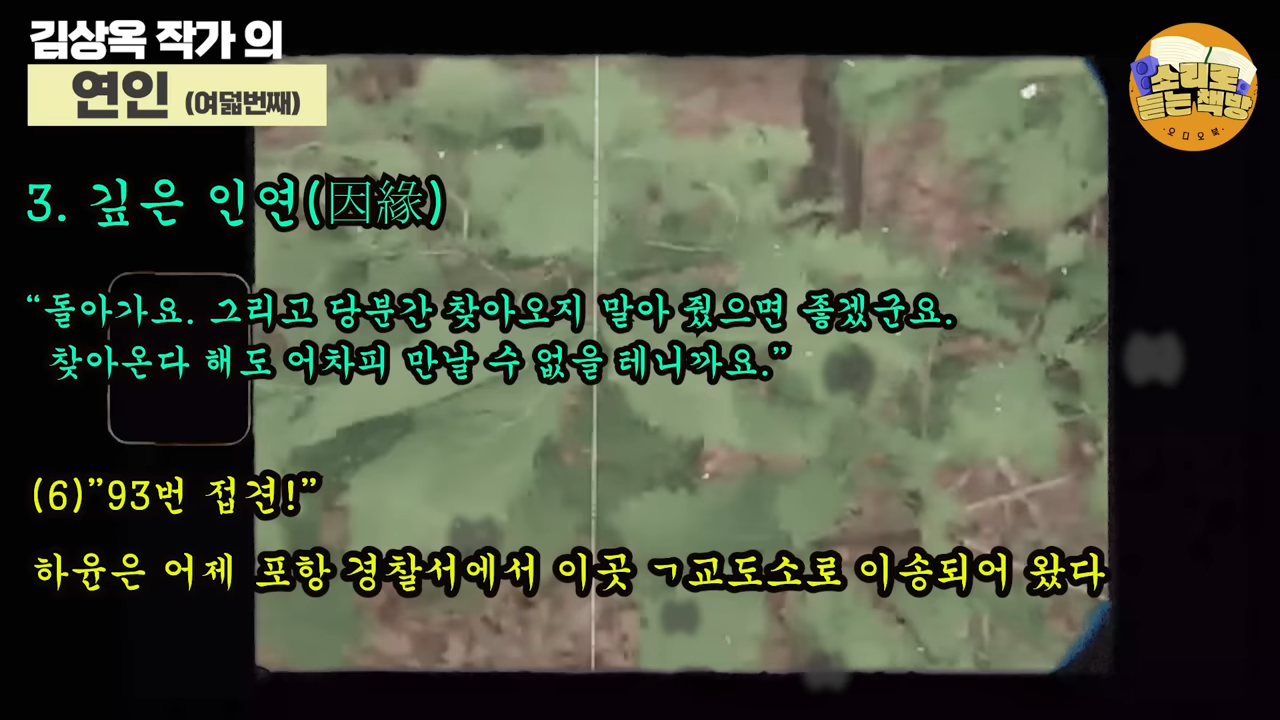 김상옥 작가 의
연인 (여덟번째)
소리로
듣는 책방
·오디오북·
3. 깊은 인연(因緣)
“돌아가요. 그리고 당분간 찾아오지 말아 줬으면 좋겠군요.
찾아온다 해도 어차피 만날 수 없을 테니까요.”
(6)”93번 접견!”
하윤은 어제 포항 경찰서에서 이곳 ㄱ교도소로 이송되어 왔다